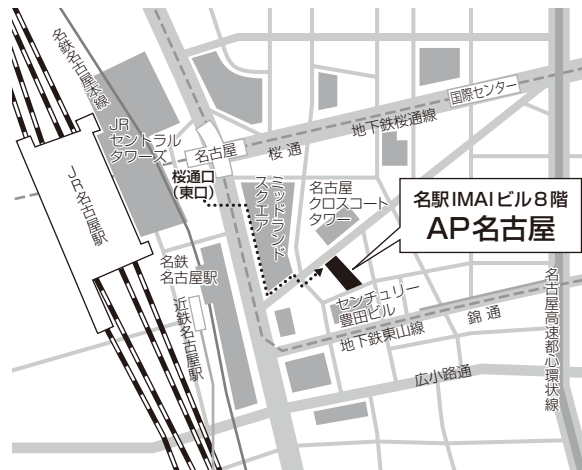 名鉄名古屋本線
JR
セントラル
タワーズ
JR名古屋駅
名古屋
桜通
地下鉄桜通線
国際センター
桜通口
(東口)
ミッドランド
スクエア
名古屋
クロスコート
タワー
名駅IMAIビル8階
AP名古屋
名鉄
名古屋駅
近鉄名古屋駅
センチュリー
豊田ビル
地下鉄東山線
錦通
広小路通
名古屋高速都心環状線